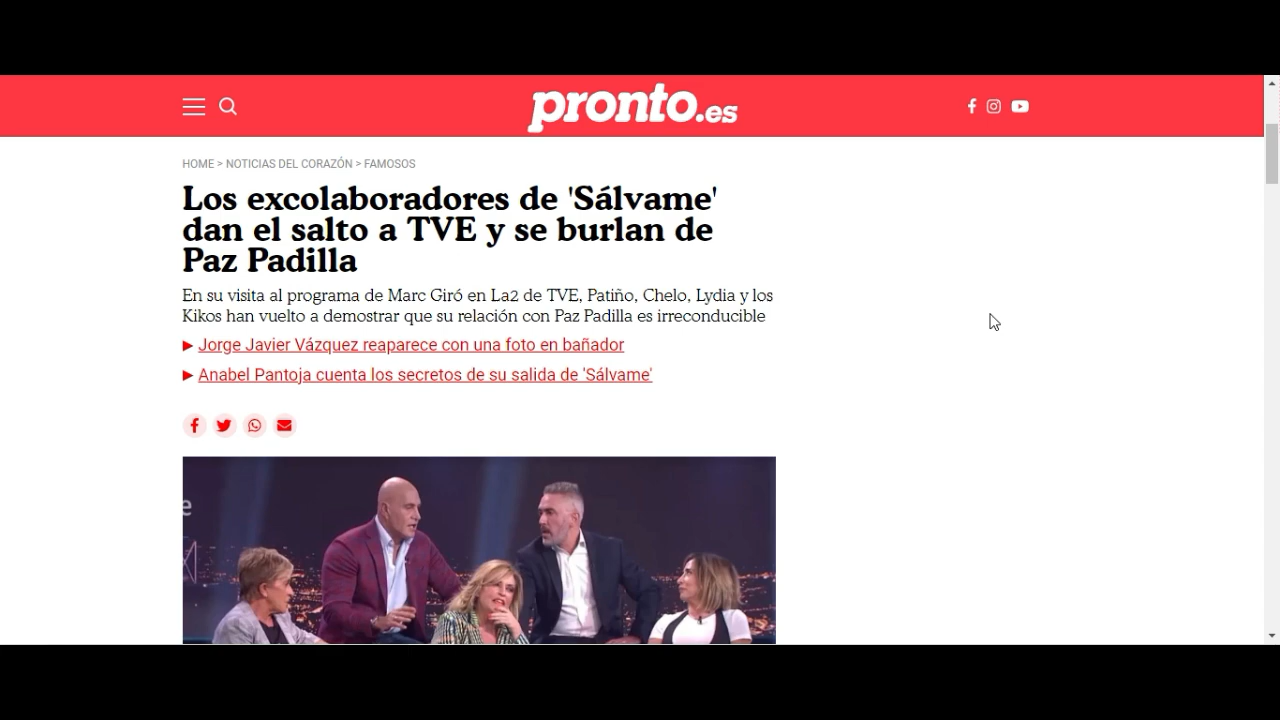 pronto.es
HOME > NOTICIAS DEL CORAZÓN > FAMOSOS
Los excolaboradores de 'Sálvame'
dan el salto a TVE y se burlan de
Paz Padilla
En su visita al programa de Marc Giró en La2 de TVE, Patiño, Chelo, Lydia y los
Kikos han vuelto a demostrar que su relación con Paz Padilla es irreconducible
► Jorge Javier Vázquez reaparece con una foto en bañador
► Anabel Pantoja cuenta los secretos de su salida de 'Sálvame'
e